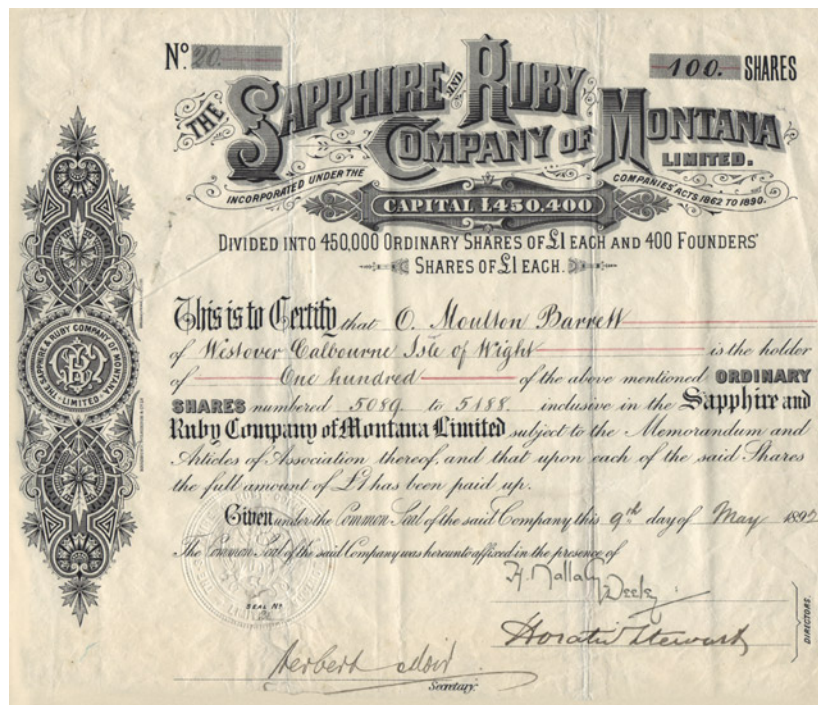 No. 20.
100. SHARES
THE SAPPHIRE AND RUBY
COMPANY OF MONTANA
LIMITED.
INCORPORATED UNDER THE COMPANIES ACTS 1862 TO 1890.
CAPITAL £450,400
DIVIDED INTO 450,000 ORDINARY SHARES OF £1 EACH AND 400 FOUNDERS'
SHARES OF £1 EACH.
This is to Certify that O. Moulton Barrett
of Westover Calbourne Isle of Wight is the holder
of One hundred of the above mentioned ORDINARY
SHARES numbered 5089 to 5188 inclusive in the Sapphire and
Ruby Company of Montana Limited subject to the Memorandum and
Articles of Association thereof, and that upon each of the said Shares
the full amount of £1 has been paid up.
Given under the Common Seal of the said Company this 9th day of May 1892
The Common Seal of the said Company was hereunto affixed in the presence of
Horatio Stewart
DIRECTORS.
SEAL No
Herbert
Secretary.
THE SAPPHIRE & RUBY COMPANY OF MONTANA
LIMITED